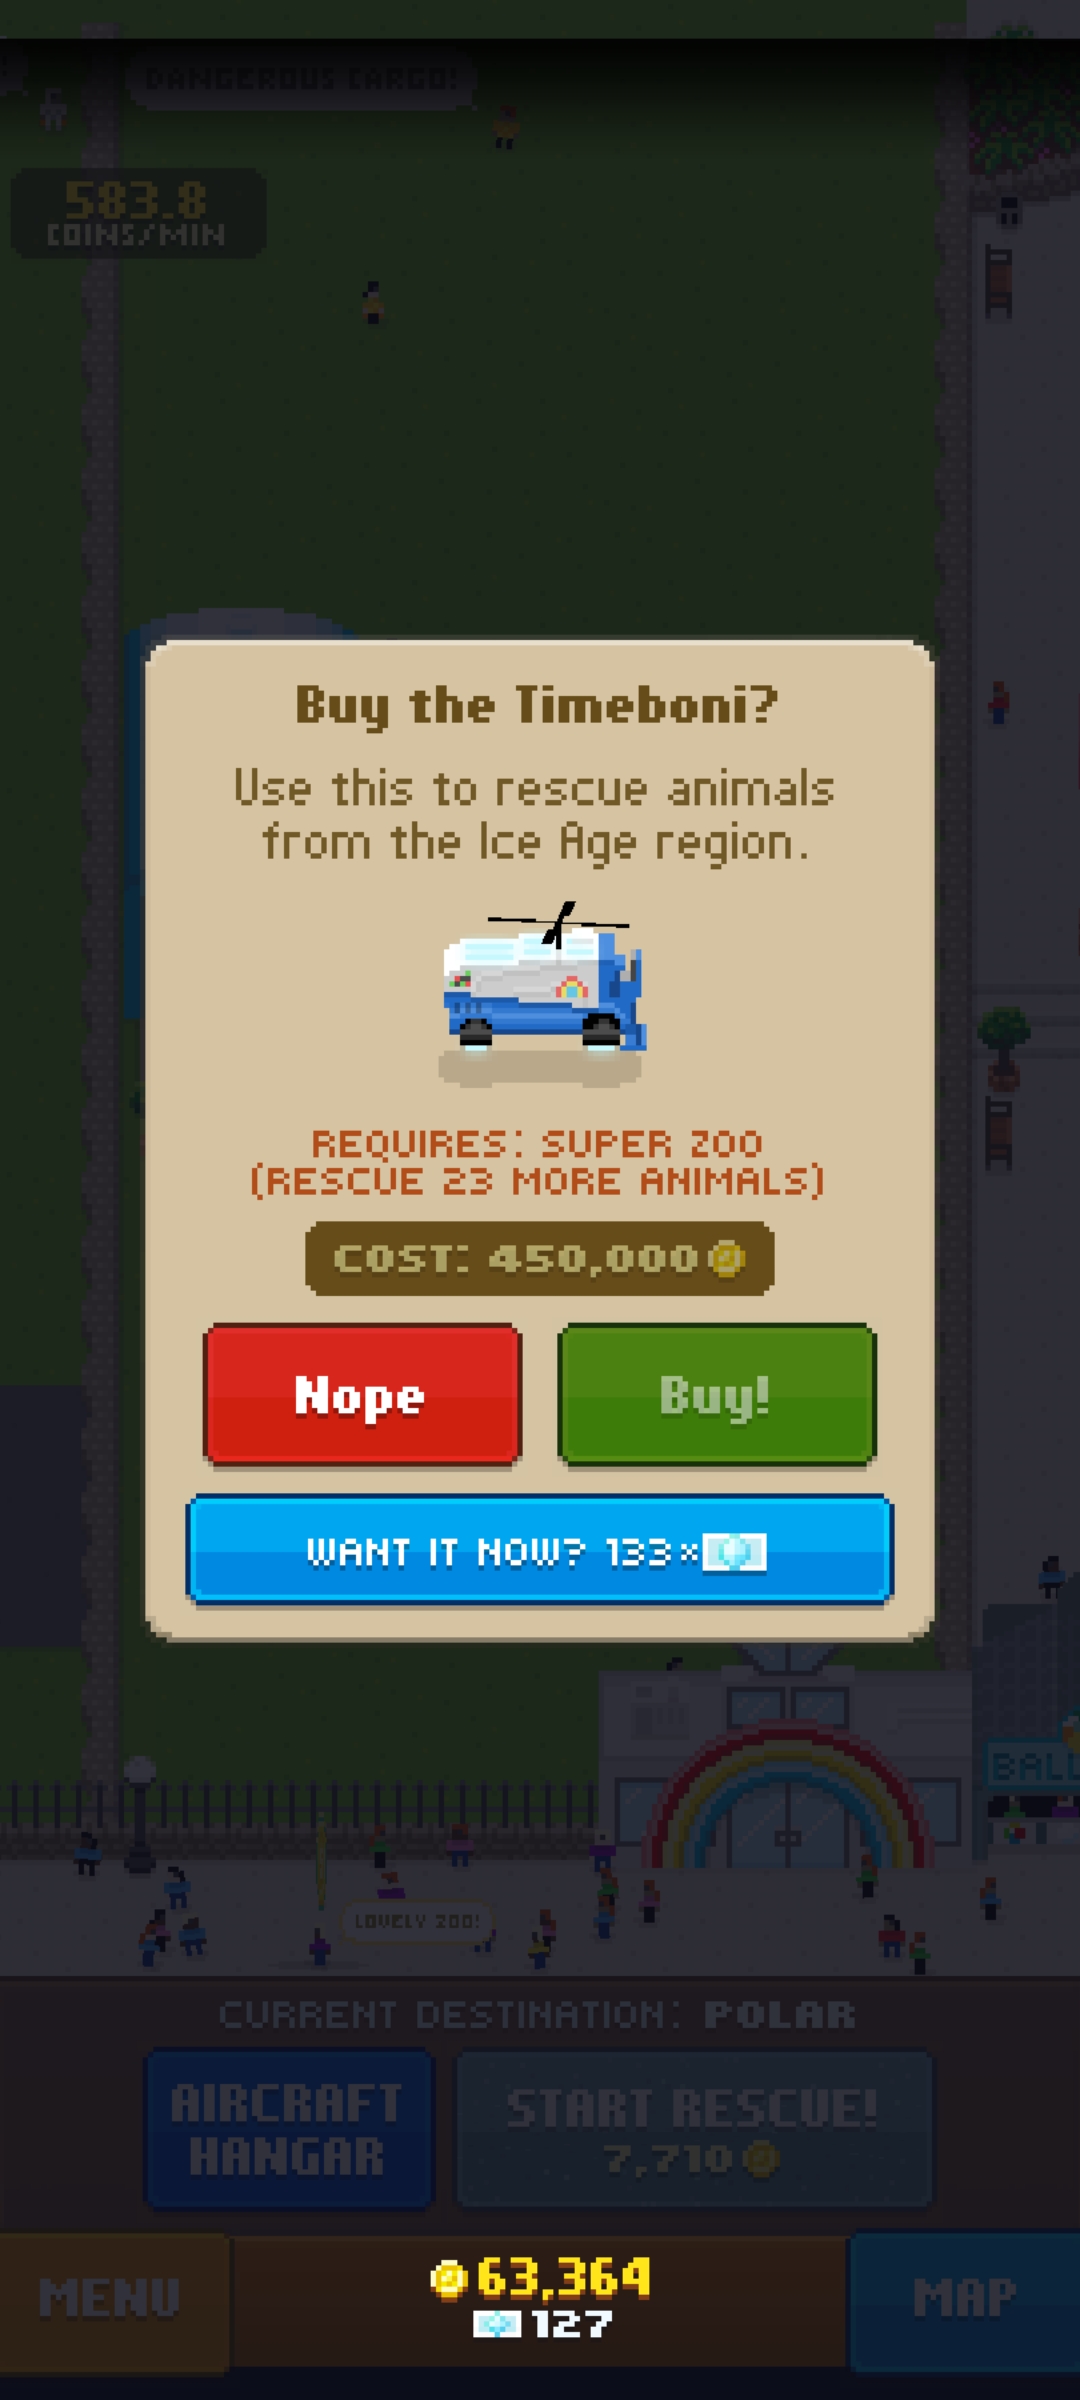 DANGEROUS CARGO!
583.8
COINS/MIN
Buy the Timeboni?
Use this to rescue animals
from the Ice Age region.
REQUIRES: SUPER ZOO
(RESCUE 23 MORE ANIMALS)
COST: 450,000
Nope
Buy!
WANT IT NOW? 133×
BALL
LOVELY ZOO!
CURRENT DESTINATION: POLAR
AIRCRAFT
HANGAR
START RESCUE!
7,710
MENU
63,364
127
MAP